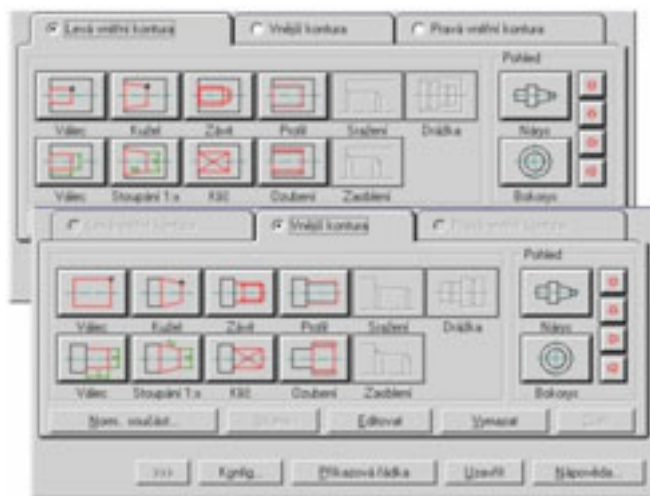 Levá vnitřní kontura Vnější kontura Pravá vnitřní kontura
Pohled
Válec Kužel Závit Profil Sražení Drážka Nárys
Válec Stoupání 1:x Klíč Ozubení Zaoblení Bokorys
Vnější kontura
Pohled
Válec Kužel Závit Profil Sražení Drážka Nárys
Válec Stoupání 1:x Klíč Ozubení Zaoblení Bokorys
Norm. součást... Editovat Vymazat
>>> Konfig... Příkazová řádka Uzavřít Nápověda...